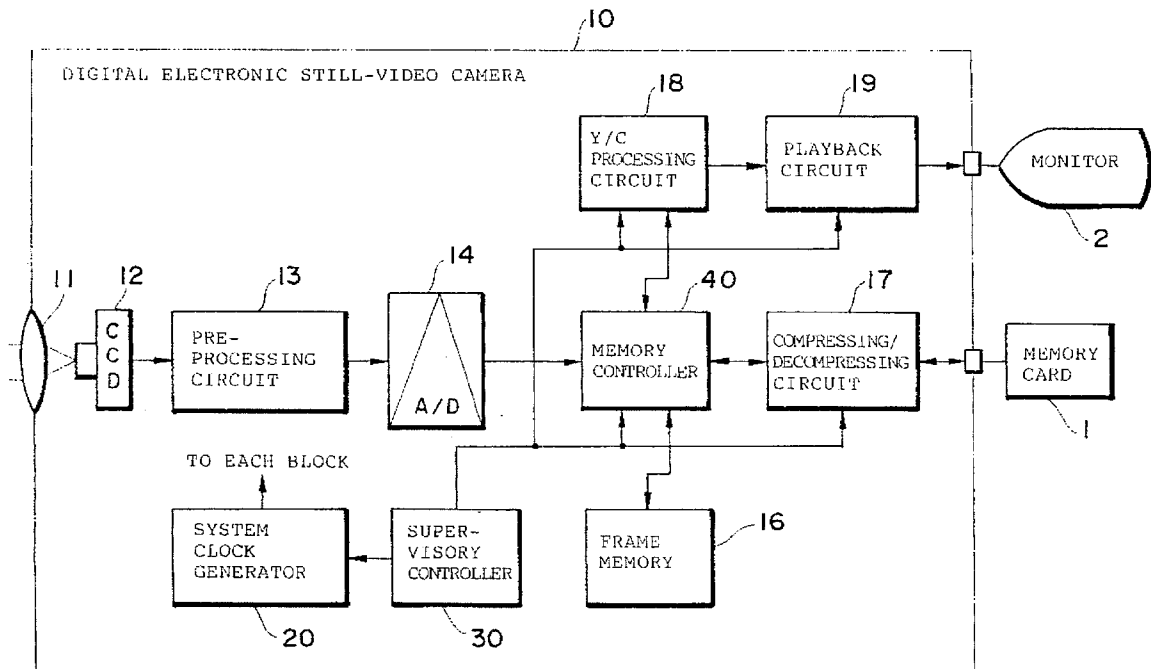 10
DIGITAL ELECTRONIC STILL-VIDEO CAMERA
18
19
Y/C
PROCESSING
CIRCUIT
PLAYBACK
CIRCUIT
MONITOR
2
11
12
13
14
40
17
C
C
D
PRE-
PROCESSING
CIRCUIT
A/D
MEMORY
CONTROLLER
COMPRESSING/
DECOMPRESSING
CIRCUIT
MEMORY
CARD
1
TO EACH BLOCK
SYSTEM
CLOCK
GENERATOR
SUPER-
VISORY
CONTROLLER
FRAME
MEMORY
16
20
30